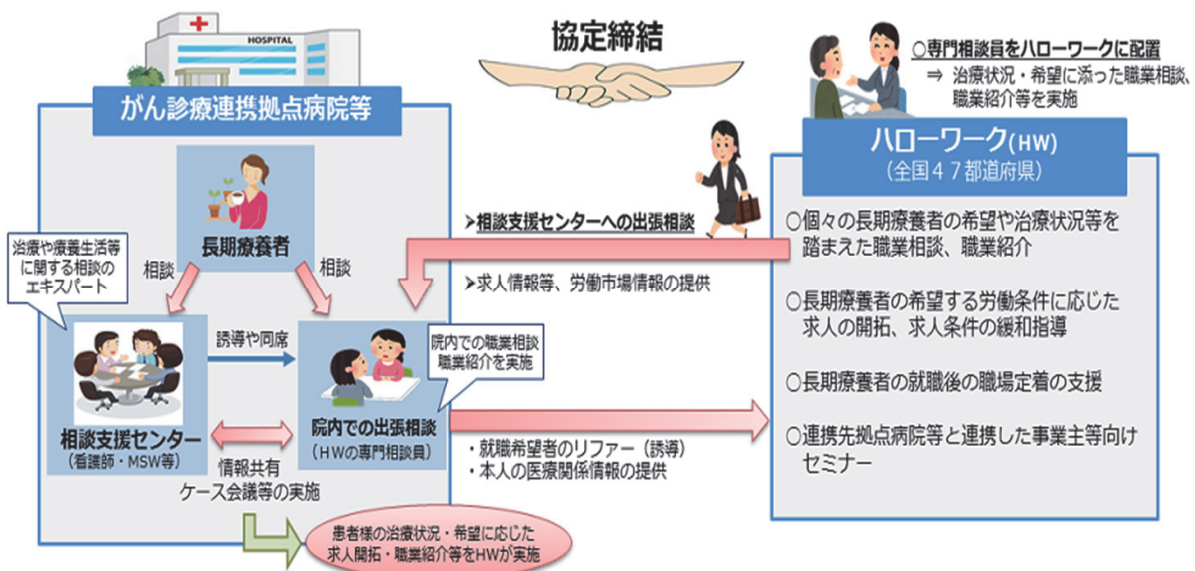 HOSPITAL
がん診療連携拠点病院等
長期療養者
治療や療養生活等
に関する相談の
エキスパート
相談
相談
誘導や同席
院内での職業相談
職業紹介を実施
相談支援センター
(看護師・MSW等)
院内での出張相談
(HWの専門相談員)
情報共有
ケース会議等の実施
患者様の治療状況・希望に応じた
求人開拓・職業紹介等をHWが実施
協定締結
➢相談支援センターへの出張相談
➢求人情報等、労働市場情報の提供
・就職希望者のリファー（誘導）
・本人の医療関係情報の提供
○専門相談員をハローワークに配置
⇒ 治療状況・希望に添った職業相談、
職業紹介等を実施
ハローワーク(HW)
（全国４７都道府県）
○個々の長期療養者の希望や治療状況等を
踏まえた職業相談、職業紹介
○長期療養者の希望する労働条件に応じた
求人の開拓、求人条件の緩和指導
○長期療養者の就職後の職場定着の支援
○連携先拠点病院等と連携した事業主等向け
セミナー